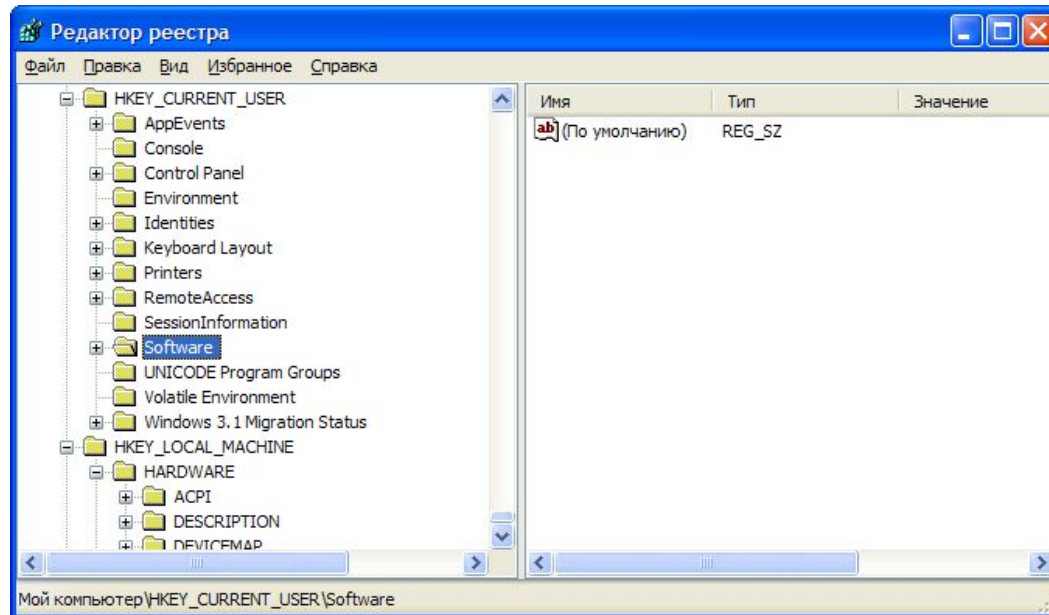 Редактор реестра
Файл Правка Вид Избранное Справка
HKEY_CURRENT_USER
AppEvents
Console
Control Panel
Environment
Identities
Keyboard Layout
Printers
RemoteAccess
SessionInformation
Software
UNICODE Program Groups
Volatile Environment
Windows 3.1 Migration Status
HKEY_LOCAL_MACHINE
HARDWARE
ACPI
DESCRIPTION
DEVICEMAP
Имя Тип Значение
ab (По умолчанию) REG_SZ
Мой компьютер\HKEY_CURRENT_USER\Software